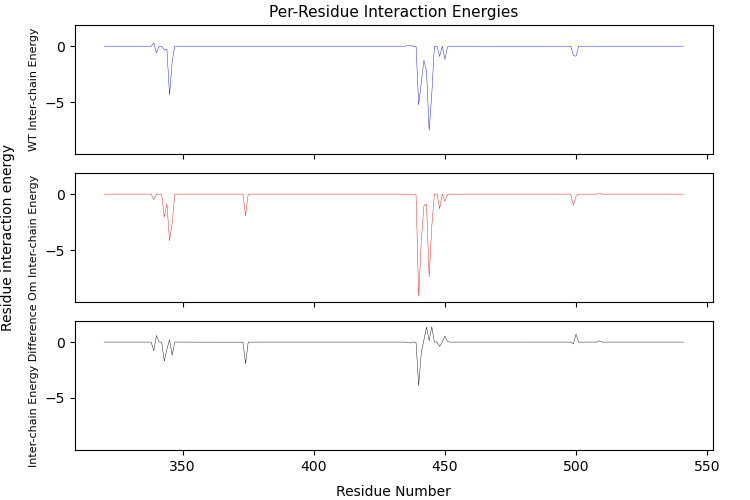 Per-Residue Interaction Energies
Residue interaction energy
WT Inter-chain Energy
0
−5
Om Inter-chain Energy
0
−5
Inter-chain Energy Difference
0
−5
350
400
450
500
550
Residue Number